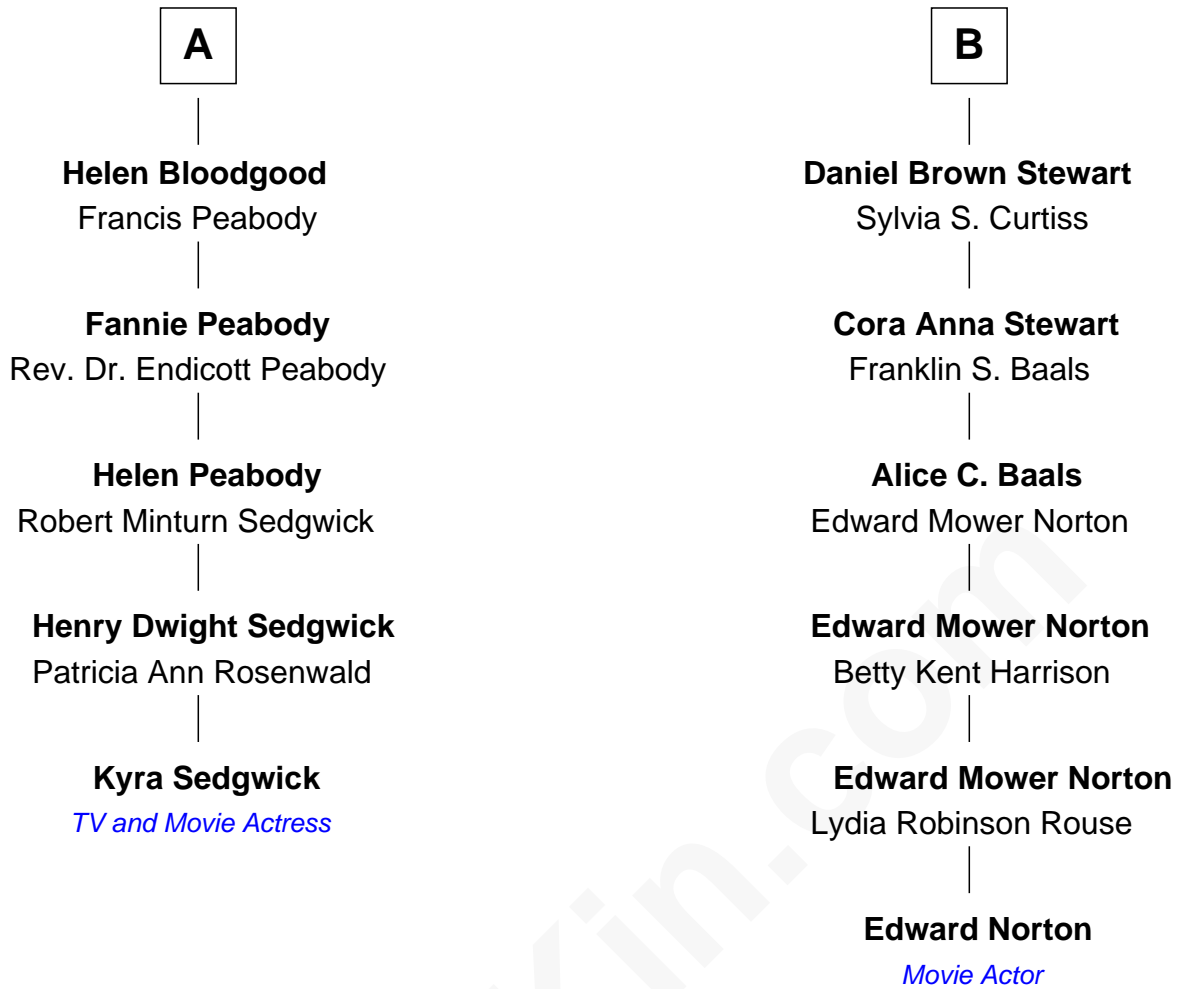 A
Helen Bloodgood
Francis Peabody
Fannie Peabody
Rev. Dr. Endicott Peabody
Helen Peabody
Robert Minturn Sedgwick
Henry Dwight Sedgwick
Patricia Ann Rosenwald
Kyra Sedgwick
TV and Movie Actress
B
Daniel Brown Stewart
Sylvia S. Curtiss
Cora Anna Stewart
Franklin S. Baals
Alice C. Baals
Edward Mower Norton
Edward Mower Norton
Betty Kent Harrison
Edward Mower Norton
Lydia Robinson Rouse
Edward Norton
Movie Actor
Kin.com